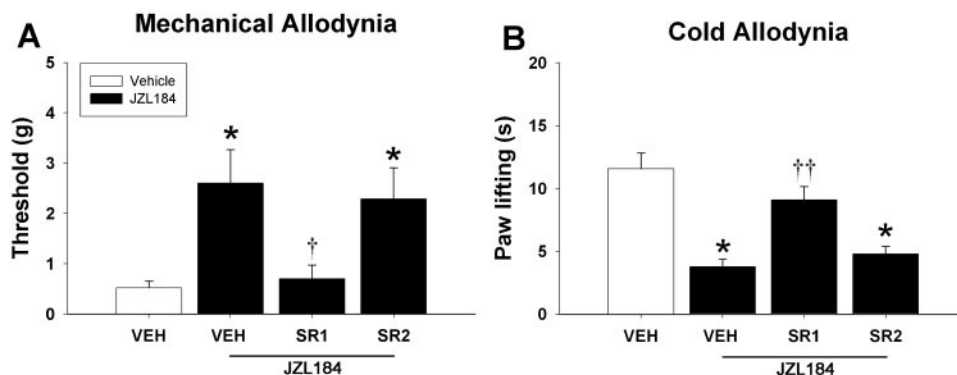 A
Mechanical Allodynia
Threshold (g)
5
4
3
2
1
0
Vehicle
JZL184
*
†
*
VEH
VEH
SR1
SR2
JZL184
B
Cold Allodynia
Paw lifting (s)
20
15
10
5
0
*
††
*
VEH
VEH
SR1
SR2
JZL184